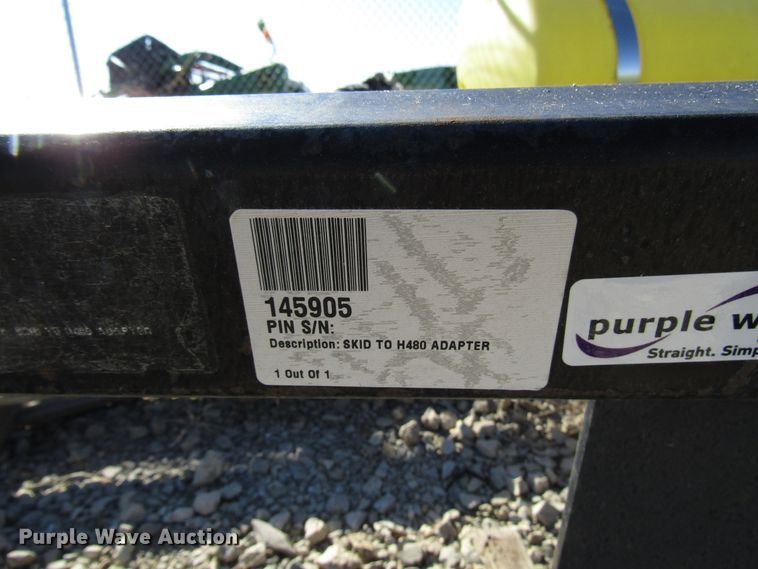 145905
PIN S/N:
Description: SKID TO H480 ADAPTER
1 Out Of 1
purple w
Straight. Simp
Purple Wave Auction